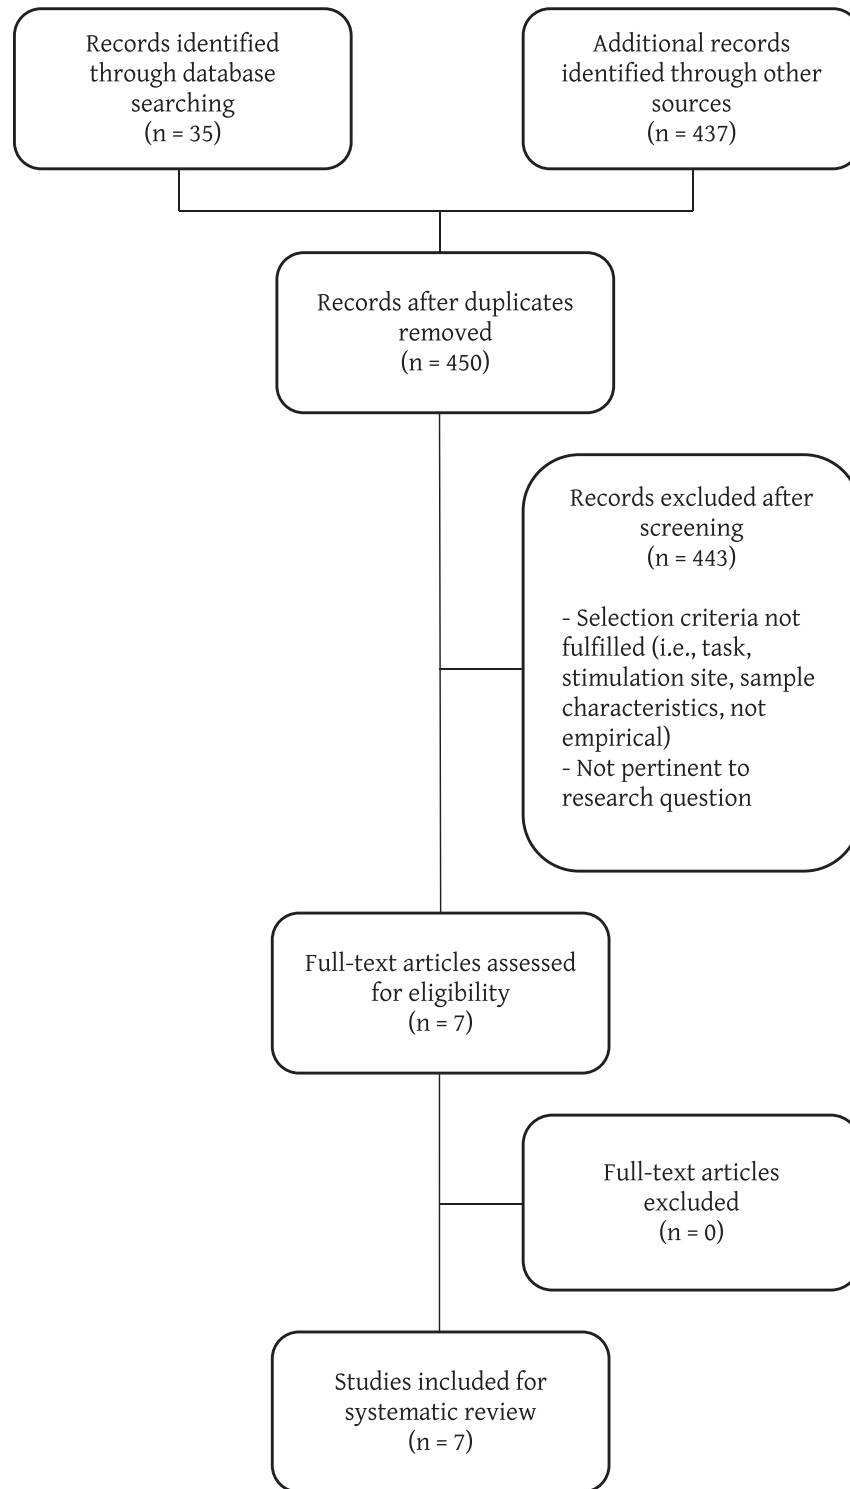 Records identified
through database
searching
(n = 35)
Additional records
identified through other
sources
(n = 437)
Records after duplicates
removed
(n = 450)
Records excluded after
screening
(n = 443)
- Selection criteria not
fulfilled (i.e., task,
stimulation site, sample
characteristics, not
empirical)
- Not pertinent to
research question
Full-text articles assessed
for eligibility
(n = 7)
Full-text articles
excluded
(n = 0)
Studies included for
systematic review
(n = 7)